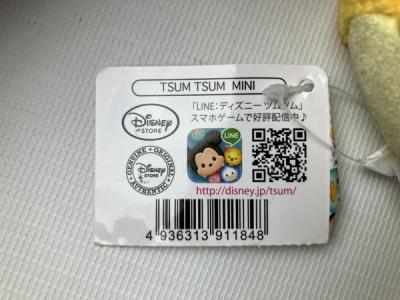 TSUM TSUM MINI
Disney
STORE
「LINE:ディズニー ツムツム」
スマホゲームで好評配信中♪
LINE
GENUINE • ORIGINAL
Disney
STORE
AUTHENTIC
http://disney.jp/tsum/
4 936313 911848